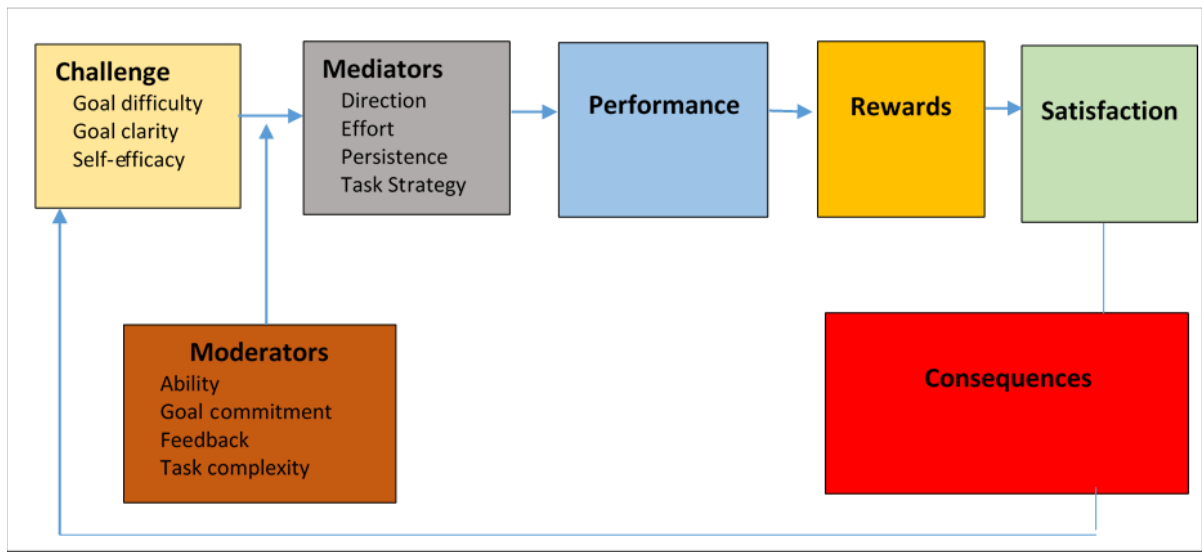 Challenge
Goal difficulty
Goal clarity
Self-efficacy
Mediators
Direction
Effort
Persistence
Task Strategy
Performance
Rewards
Satisfaction
Moderators
Ability
Goal commitment
Feedback
Task complexity
Consequences